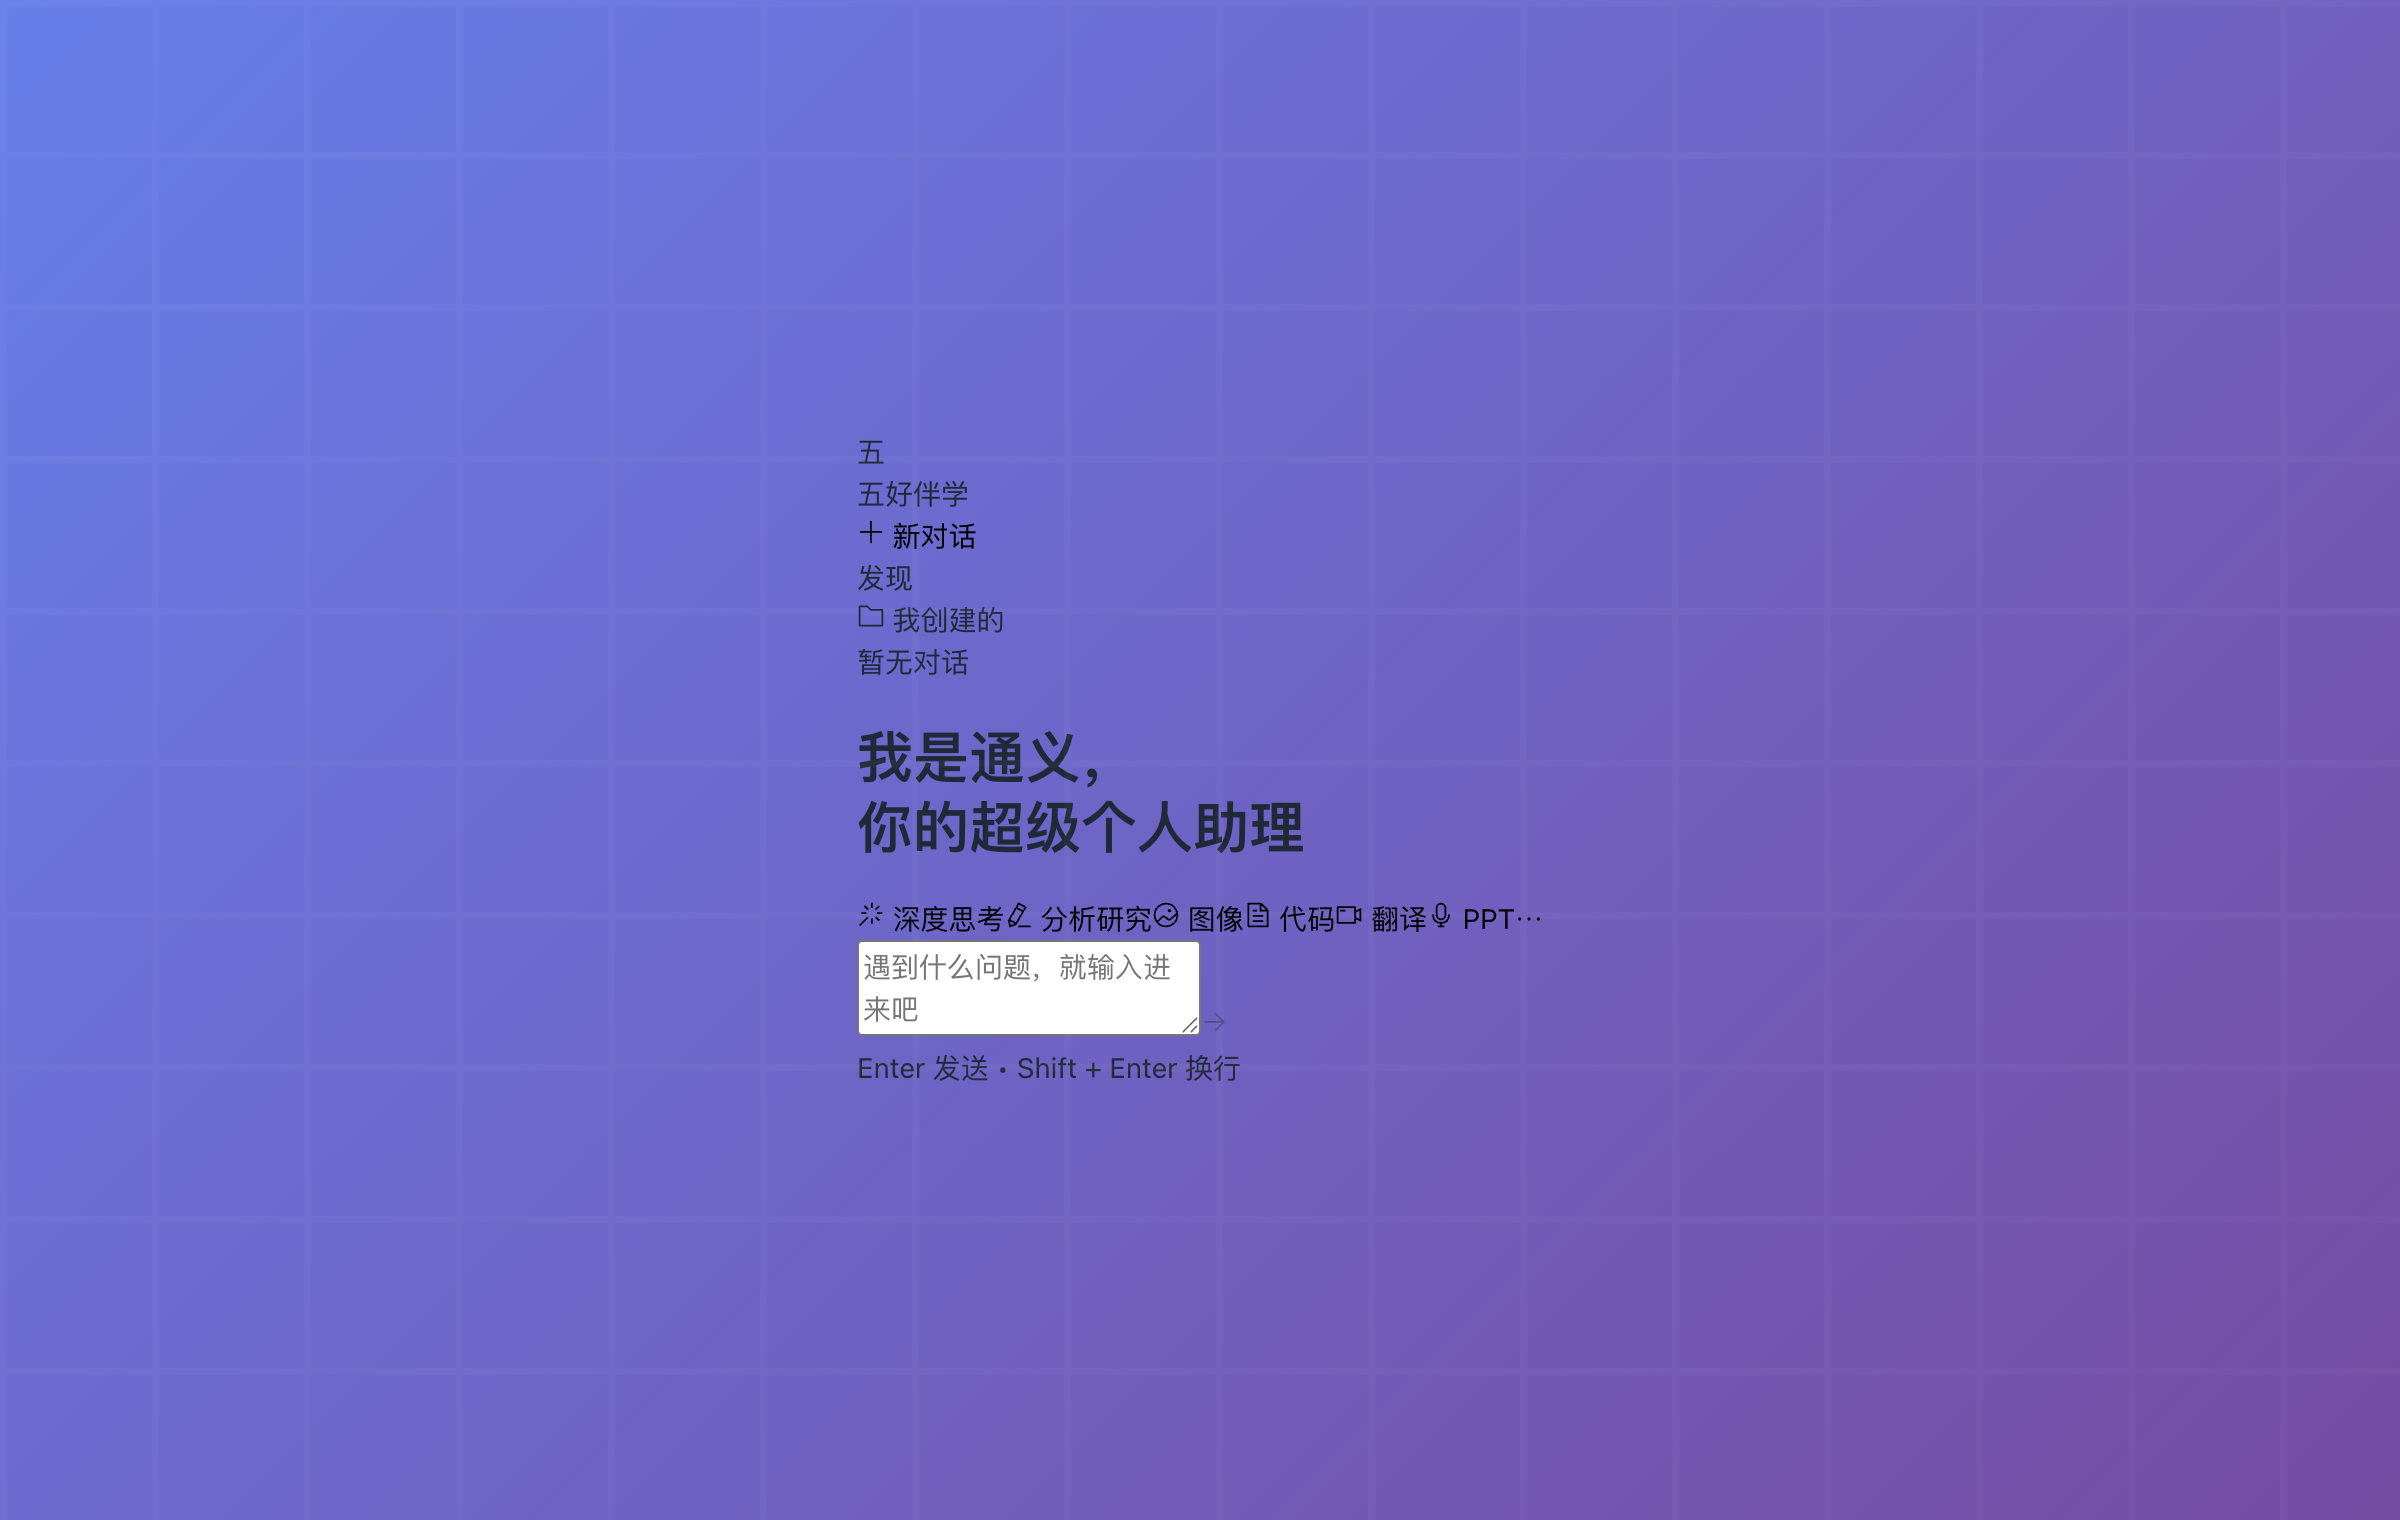 五
五好伴学
新对话
发现
我创建的
暂无对话
我是通义，
你的超级个人助理
深度思考 分析研究 图像 代码 翻译 PPT···
遇到什么问题，就输入进
来吧
Enter 发送 • Shift + Enter 换行